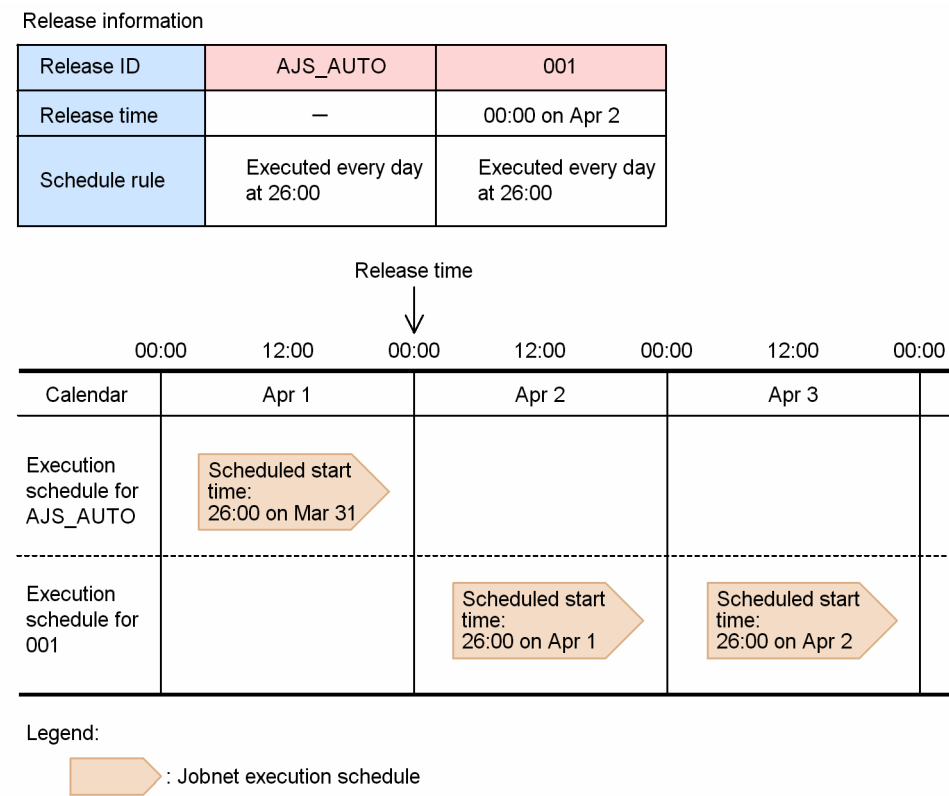 Release information
Release ID AJS_AUTO 001
Release time — 00:00 on Apr 2
Schedule rule
Executed every day
at 26:00
Executed every day
at 26:00
Release time
00:00 12:00 00:00 12:00 00:00 12:00 00:00
Calendar Apr 1 Apr 2 Apr 3
Execution
schedule for
AJS_AUTO
Scheduled start
time:
26:00 on Mar 31
Execution
schedule for
001
Scheduled start
time:
26:00 on Apr 1
Scheduled start
time:
26:00 on Apr 2
Legend:
: Jobnet execution schedule